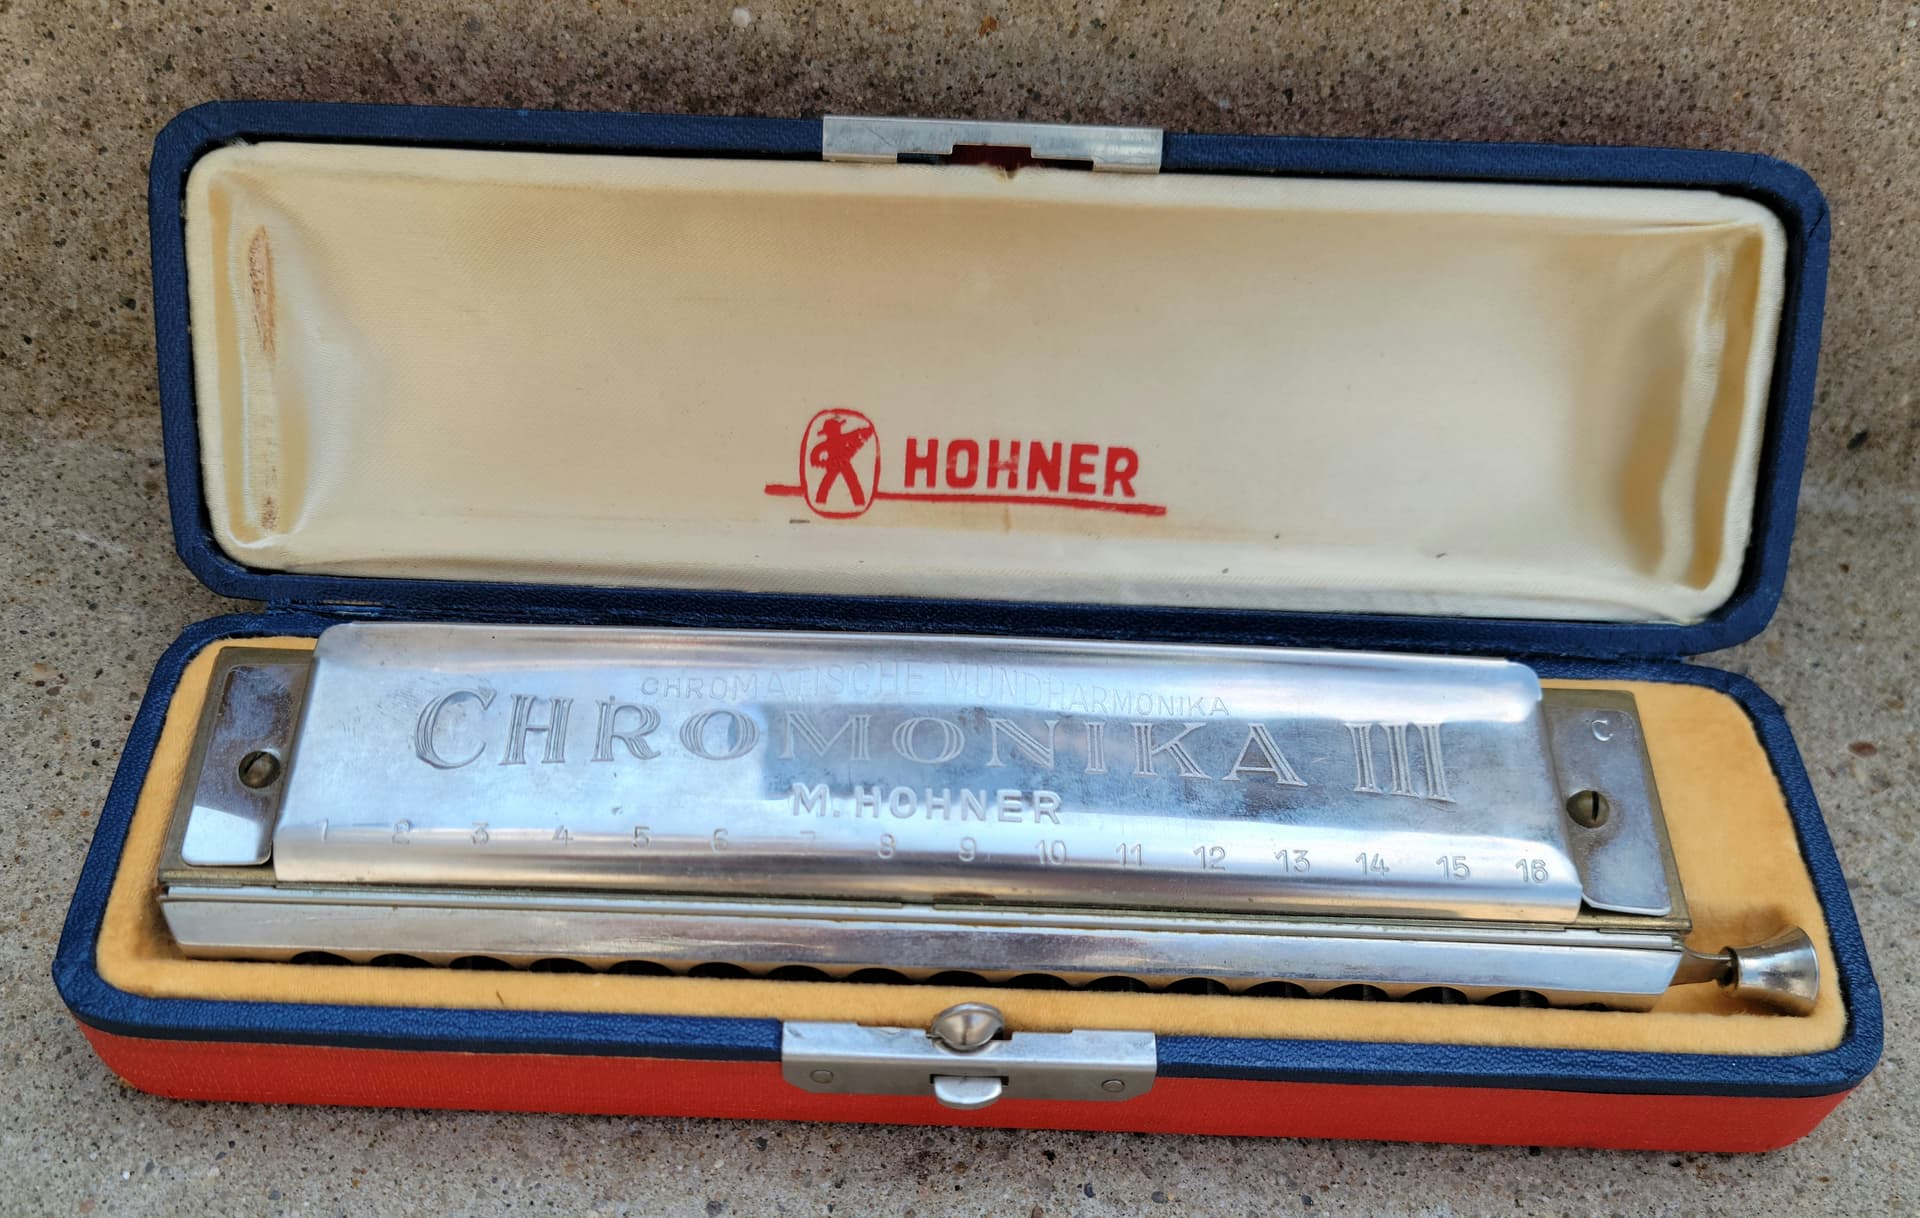 HOHNER
CHROMATISCHE MUNDHARMONIKA
CHROMONIKA III
C
M. HOHNER
1 2 3 4 5 6 7 8 9 10 11 12 13 14 15 16